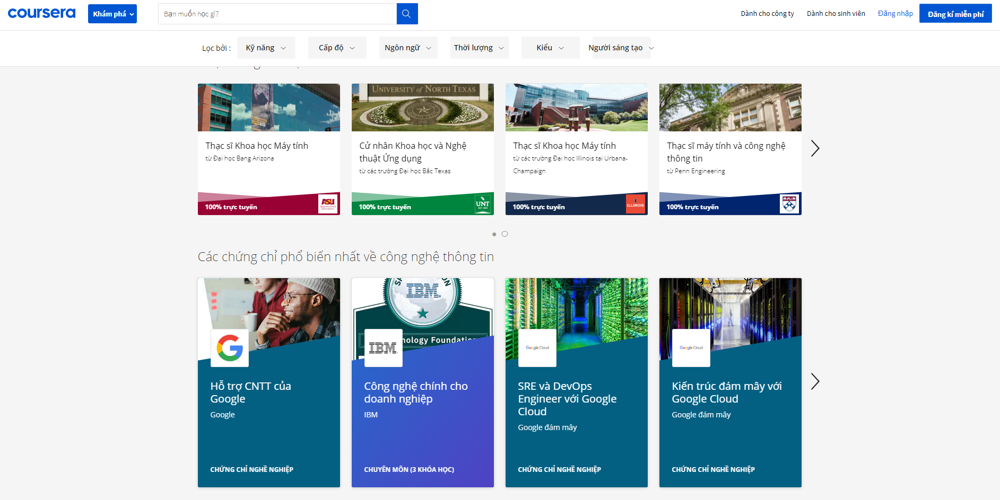 coursera
Khám phá
Bạn muốn học gì?
Dành cho công ty
Dành cho sinh viên
Đăng nhập
Đăng kí miễn phí
Lọc bởi :
Kỹ năng
Cấp độ
Ngôn ngữ
Thời lượng
Kiểu
Người sáng tạo
UNIVERSITY of NORTH TEXAS
Thạc sĩ Khoa học Máy tính
từ Đại học Bang Arizona
100% trực tuyến
ASU
Cử nhân Khoa học và Nghệ
thuật Ứng dụng
từ các trường Đại học Bắc Texas
100% trực tuyến
UNT
EST. 1890
Thạc sĩ Khoa học Máy tính
từ các trường Đại học Illinois tại Urbana-
Champaign
100% trực tuyến
ILLINOIS
Thạc sĩ máy tính và công nghệ
thông tin
từ Penn Engineering
100% trực tuyến
Các chứng chỉ phổ biến nhất về công nghệ thông tin
Hỗ trợ CNTT của
Google
Google
CHỨNG CHỈ NGHỀ NGHIỆP
IBM
nology Foundatio
IBM
Công nghệ chính cho
doanh nghiệp
IBM
CHUYÊN MÔN (3 KHÓA HỌC)
Google Cloud
SRE và DevOps
Engineer với Google
Cloud
Google đám mây
CHỨNG CHỈ NGHỀ NGHIỆP
Google Cloud
Kiến trúc đám mây với
Google Cloud
Google đám mây
CHỨNG CHỈ NGHỀ NGHIỆP